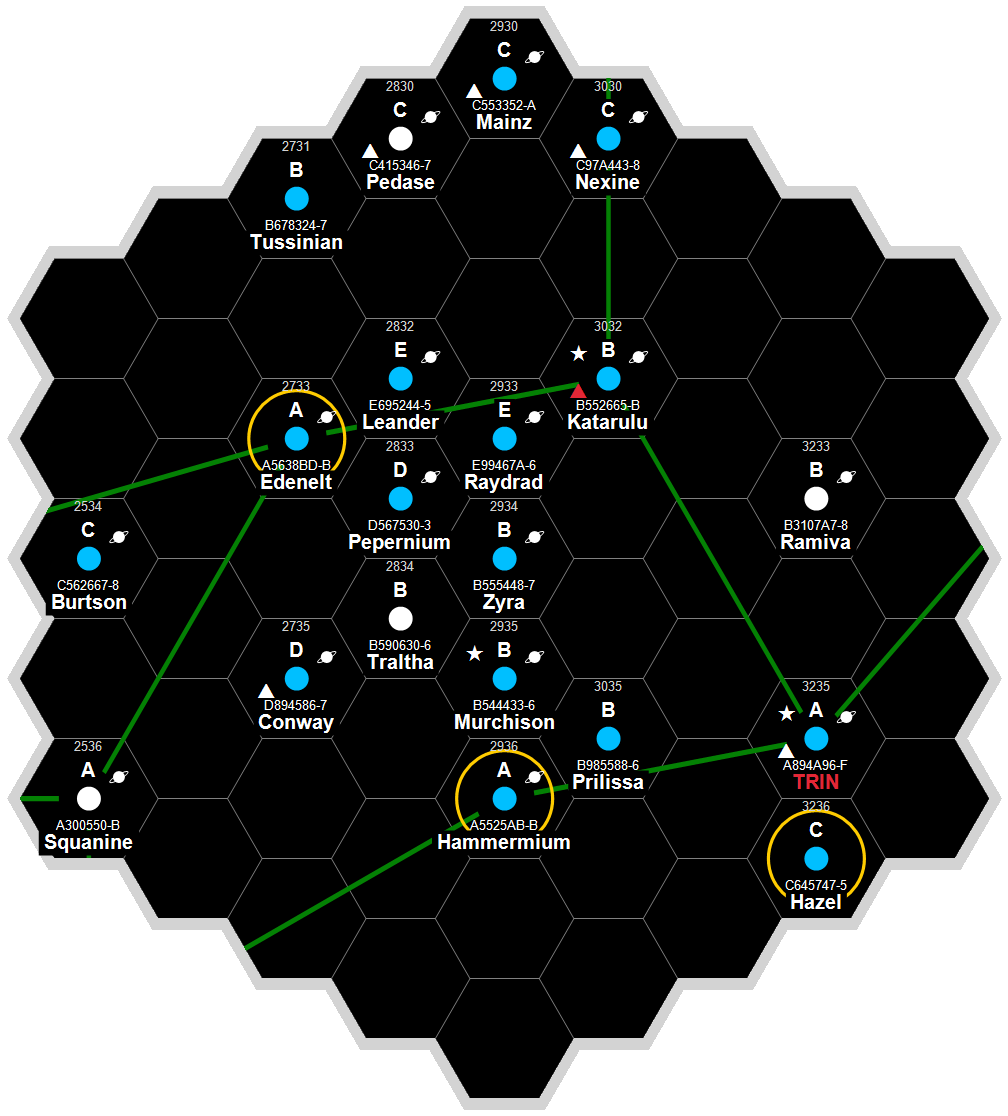 2930
C
C553352-A
Mainz
2830
C
C415346-7
Pedase
3030
C
C97A443-8
Nexine
2731
B
B678324-7
Tussinian
2832
E
E695244-5
Leander
3032
B
B552665-B
Katarulu
2733
A
A5638BD-B
Edenelt
2933
E
E99467A-6
Raydrad
2833
D
D567530-3
Pepernium
3233
B
B3107A7-8
Ramiva
2534
C
C562667-8
Burtson
2934
B
B555448-7
Zyra
2834
B
B590630-6
Traltha
2735
D
D894586-7
Conway
2935
B
B544433-6
Murchison
3035
B
B985588-6
Prilissa
3235
A
A894A96-F
TRIN
2536
A
A300550-B
Squanine
2936
A
A5525AB-B
Hammermium
3236
C
C645747-5
Hazel